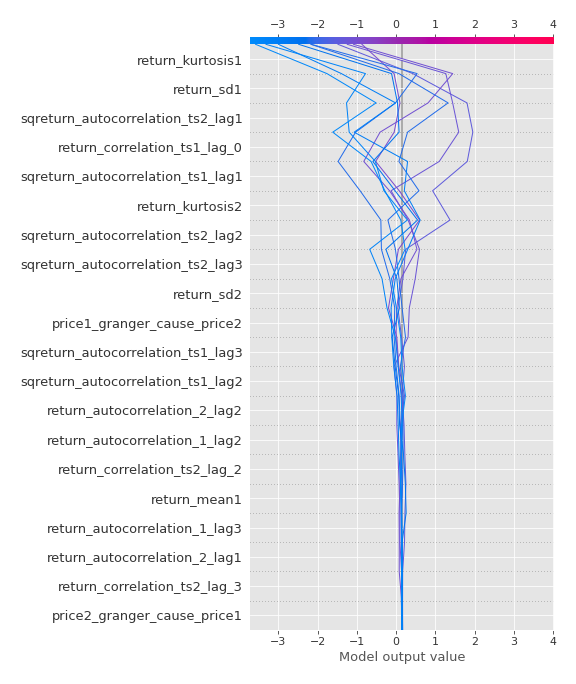 −3 −2 −1 0 1 2 3 4
return_kurtosis1
return_sd1
sqreturn_autocorrelation_ts2_lag1
return_correlation_ts1_lag_0
sqreturn_autocorrelation_ts1_lag1
return_kurtosis2
sqreturn_autocorrelation_ts2_lag2
sqreturn_autocorrelation_ts2_lag3
return_sd2
price1_granger_cause_price2
sqreturn_autocorrelation_ts1_lag3
sqreturn_autocorrelation_ts1_lag2
return_autocorrelation_2_lag2
return_autocorrelation_1_lag2
return_correlation_ts2_lag_2
return_mean1
return_autocorrelation_1_lag3
return_autocorrelation_2_lag1
return_correlation_ts2_lag_3
price2_granger_cause_price1
−3 −2 −1 0 1 2 3 4
Model output value